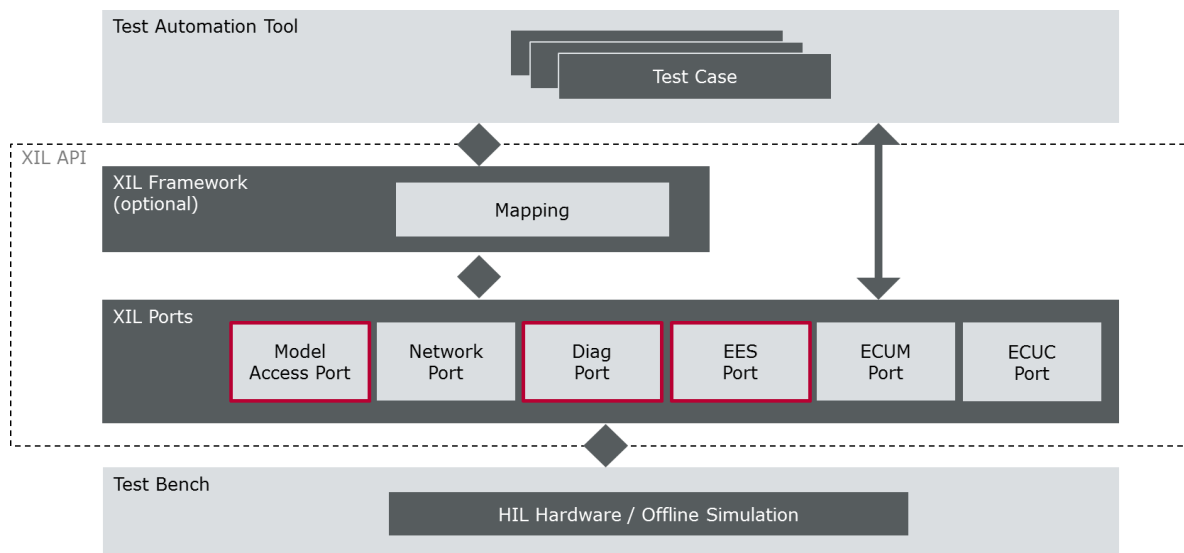 Test Automation Tool
Test Case
XIL API
XIL Framework
(optional)
Mapping
XIL Ports
Model
Access Port
Network
Port
Diag
Port
EES
Port
ECUM
Port
ECUC
Port
Test Bench
HIL Hardware / Offline Simulation